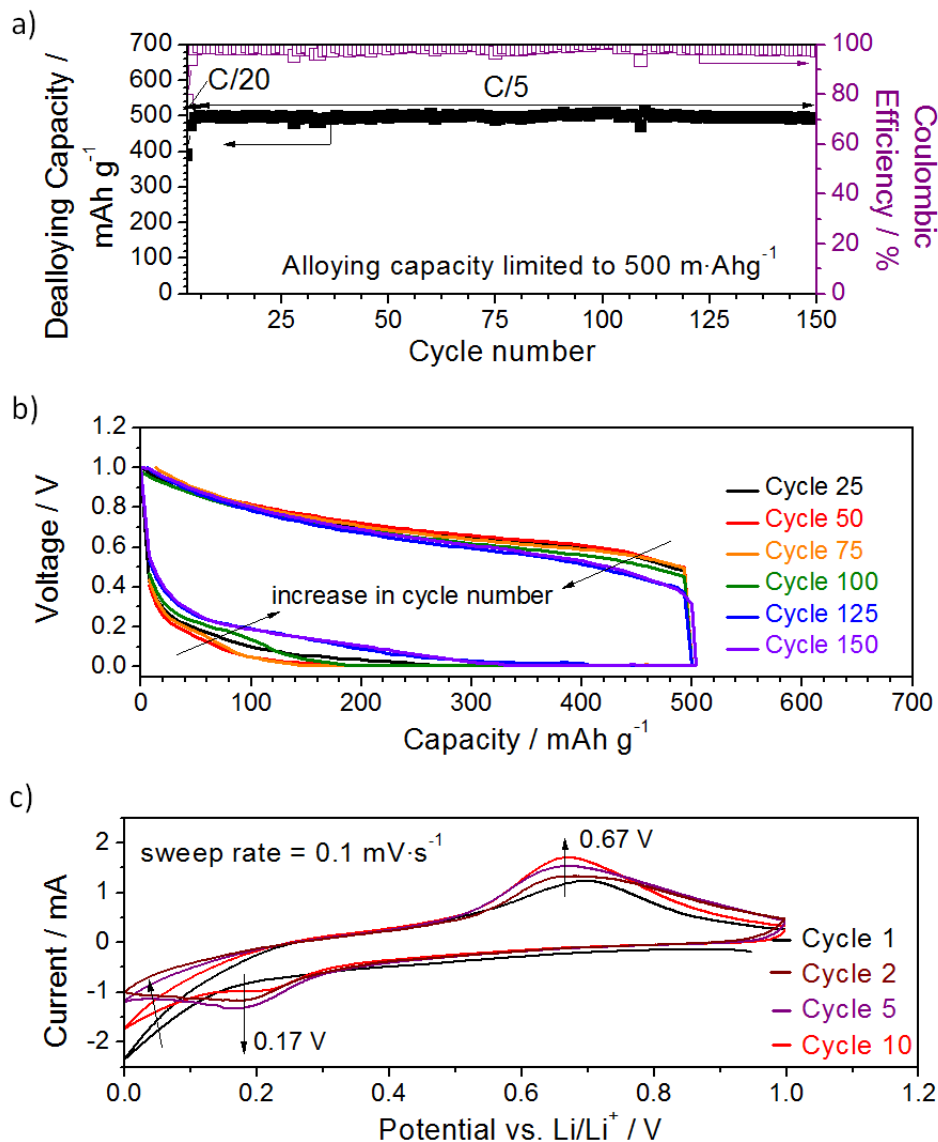 a)
Dealloying Capacity /
mAh g⁻¹
700
600
500
400
300
200
100
0
C/20
C/5
Alloying capacity limited to 500 m·Ahg⁻¹
100
80
60
40
20
0
Coulombic
Efficiency / %
25
50
75
100
125
150
Cycle number
b)
Voltage / V
1.2
1.0
0.8
0.6
0.4
0.2
0.0
increase in cycle number
Cycle 25
Cycle 50
Cycle 75
Cycle 100
Cycle 125
Cycle 150
0
100
200
300
400
500
600
700
Capacity / mAh g⁻¹
c)
Current / mA
2
1
0
-1
-2
sweep rate = 0.1 mV·s⁻¹
0.67 V
0.17 V
Cycle 1
Cycle 2
Cycle 5
Cycle 10
0.0
0.2
0.4
0.6
0.8
1.0
1.2
Potential vs. Li/Li⁺ / V